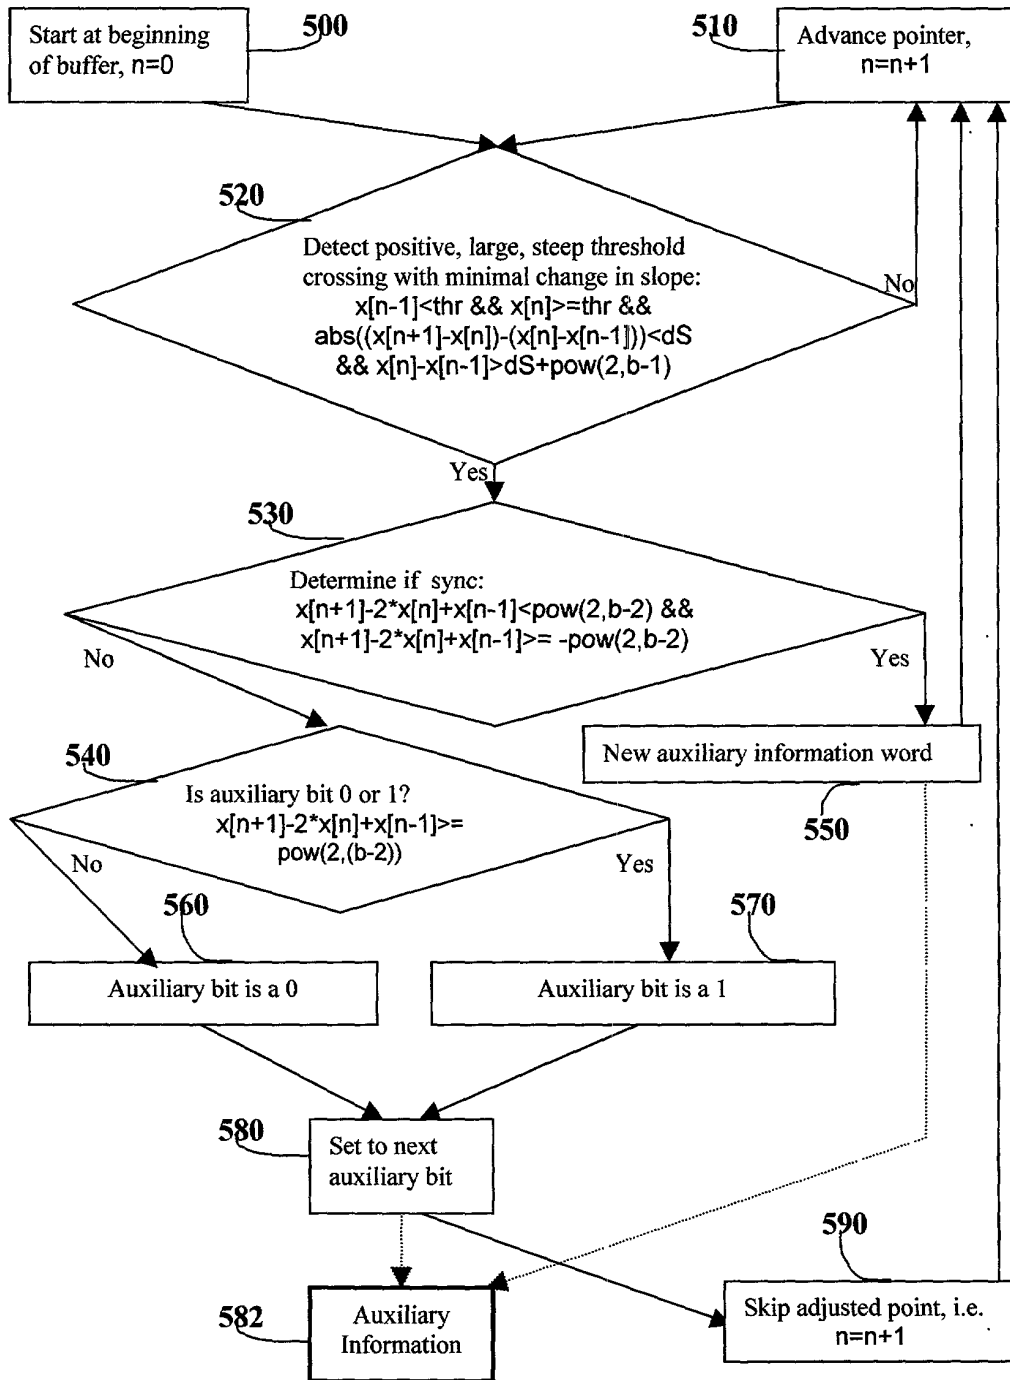 Start at beginning
of buffer, n=0
500
510
Advance pointer,
n=n+1
520
Detect positive, large, steep threshold
crossing with minimal change in slope:
x[n-1]<thr && x[n]>=thr &&
abs((x[n+1]-x[n])-(x[n]-x[n-1]))<dS
&& x[n]-x[n-1]>dS+pow(2,b-1)
No
Yes
530
Determine if sync:
x[n+1]-2*x[n]+x[n-1]<pow(2,b-2) &&
x[n+1]-2*x[n]+x[n-1]>= -pow(2,b-2)
No
Yes
540
Is auxiliary bit 0 or 1?
x[n+1]-2*x[n]+x[n-1]>=
pow(2,(b-2))
No
Yes
New auxiliary information word
550
560
570
Auxiliary bit is a 0
Auxiliary bit is a 1
580
Set to next
auxiliary bit
590
Skip adjusted point, i.e.
n=n+1
582
Auxiliary
Information